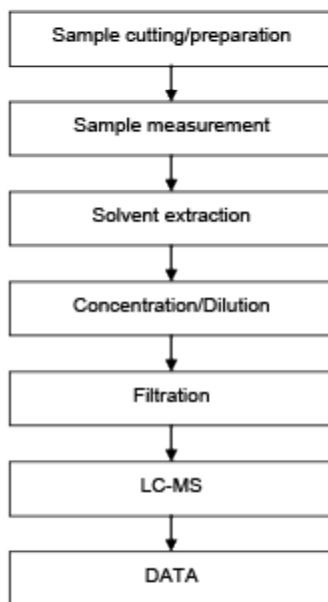 Sample cutting/preparation
Sample measurement
Solvent extraction
Concentration/Dilution
Filtration
LC-MS
DATA